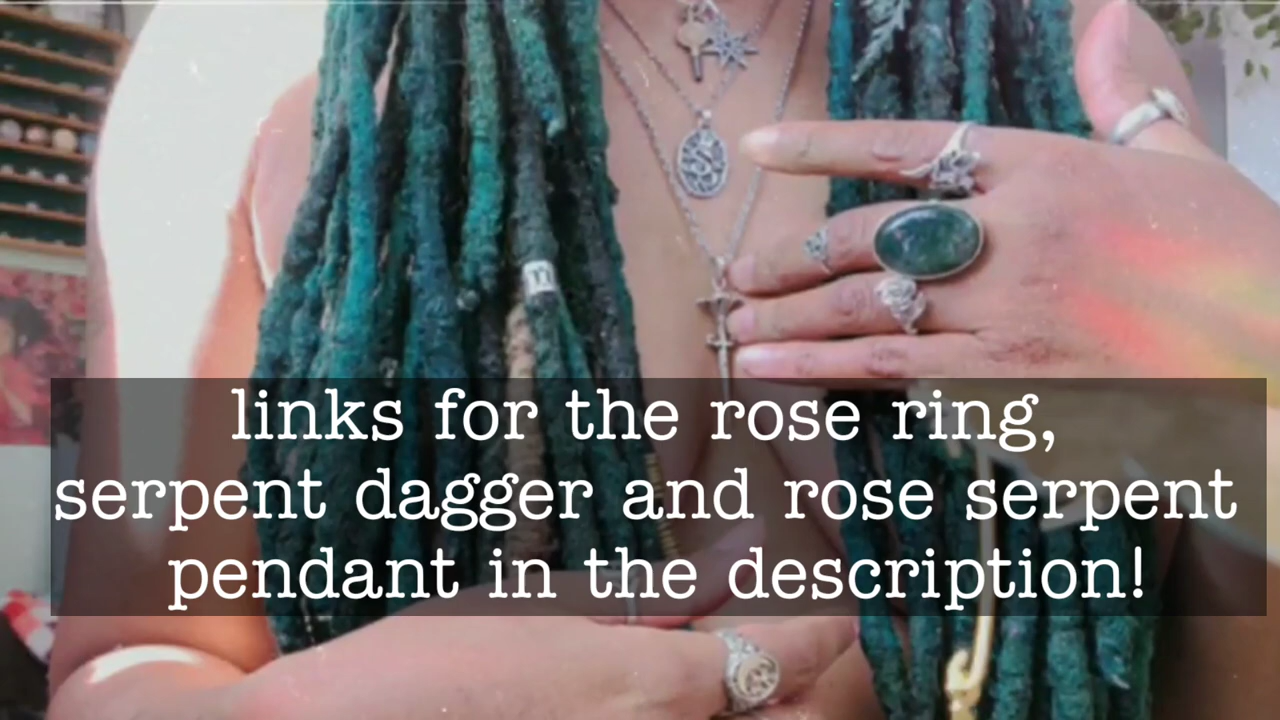 n
links for the rose ring,
serpent dagger and rose serpent
pendant in the description!